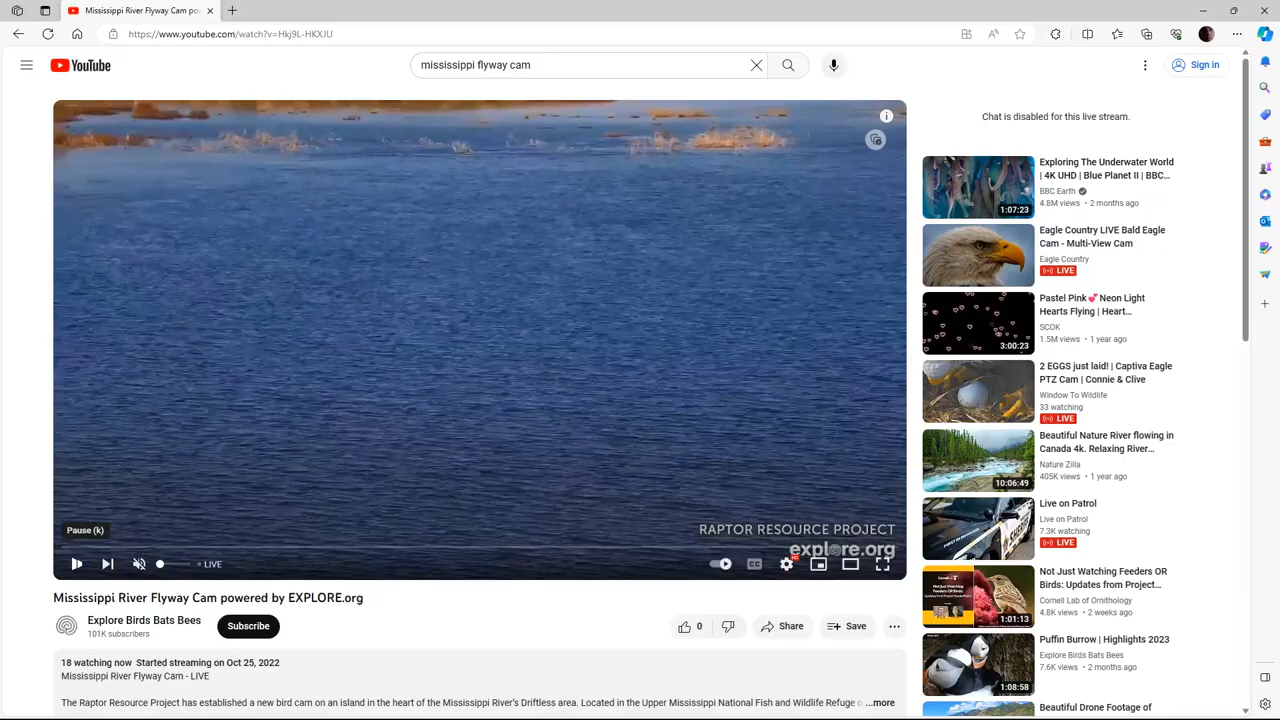 Mississippi River Flyway Cam pow
https://www.youtube.com/watch?v=Hkj9L-HKXJU
YouTube
mississippi flyway cam
Sign in
Chat is disabled for this live stream.
RAPTOR RESOURCE PROJECT
explore.org
Pause (k)
LIVE
CC
HD
Mississippi River Flyway Cam powered by EXPLORE.org
Explore Birds Bats Bees
101K subscribers
Subscribe
0
Share
Save
18 watching now Started streaming on Oct 25, 2022
Mississippi River Flyway Cam - LIVE
The Raptor Resource Project has established a new bird cam on an island in the heart of the Mississippi River's Driftless area. Located in the Upper Mississippi National Fish and Wildlife Refuge o ...more
Exploring The Underwater World
| 4K UHD | Blue Planet II | BBC...
BBC Earth
4.8M views • 2 months ago
1:07:23
Eagle Country LIVE Bald Eagle
Cam - Multi-View Cam
Eagle Country
LIVE
Pastel Pink💕Neon Light
Hearts Flying | Heart...
SCOK
1.5M views • 1 year ago
3:00:23
2 EGGS just laid! | Captiva Eagle
PTZ Cam | Connie & Clive
Window To Wildlife
33 watching
LIVE
Beautiful Nature River flowing in
Canada 4k. Relaxing River...
Nature Zilla
405K views • 1 year ago
10:06:49
Live on Patrol
Live on Patrol
7.3K watching
LIVE
Not Just Watching Feeders OR
Birds: Updates from Project...
Cornell Lab of Ornithology
4.8K views • 2 weeks ago
1:01:13
Puffin Burrow | Highlights 2023
Explore Birds Bats Bees
7.6K views • 2 months ago
1:08:58
Beautiful Drone Footage of